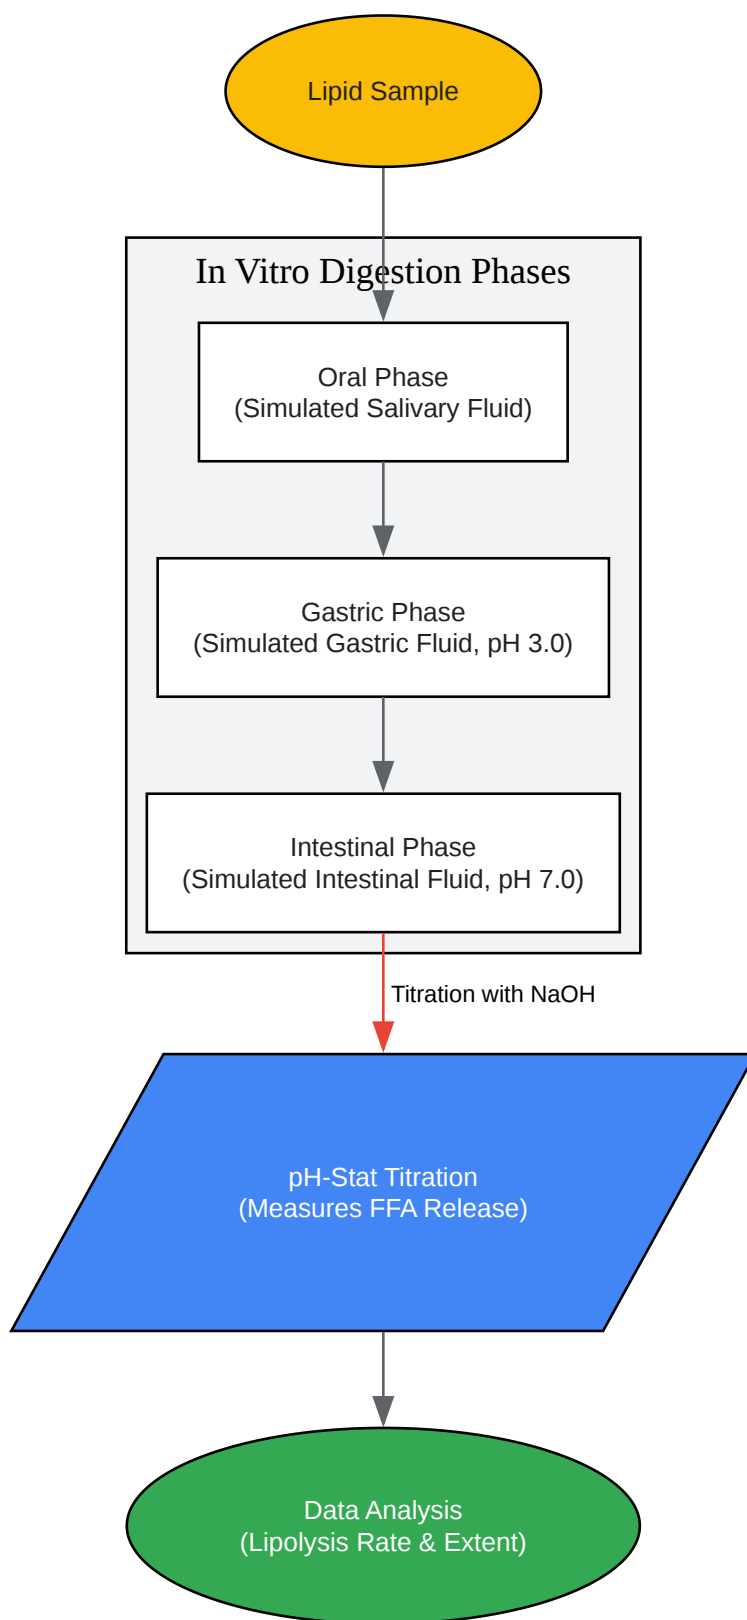 Lipid Sample
In Vitro Digestion Phases
Oral Phase
(Simulated Salivary Fluid)
Gastric Phase
(Simulated Gastric Fluid, pH 3.0)
Intestinal Phase
(Simulated Intestinal Fluid, pH 7.0)
Titration with NaOH
pH-Stat Titration
(Measures FFA Release)
Data Analysis
(Lipolysis Rate & Extent)